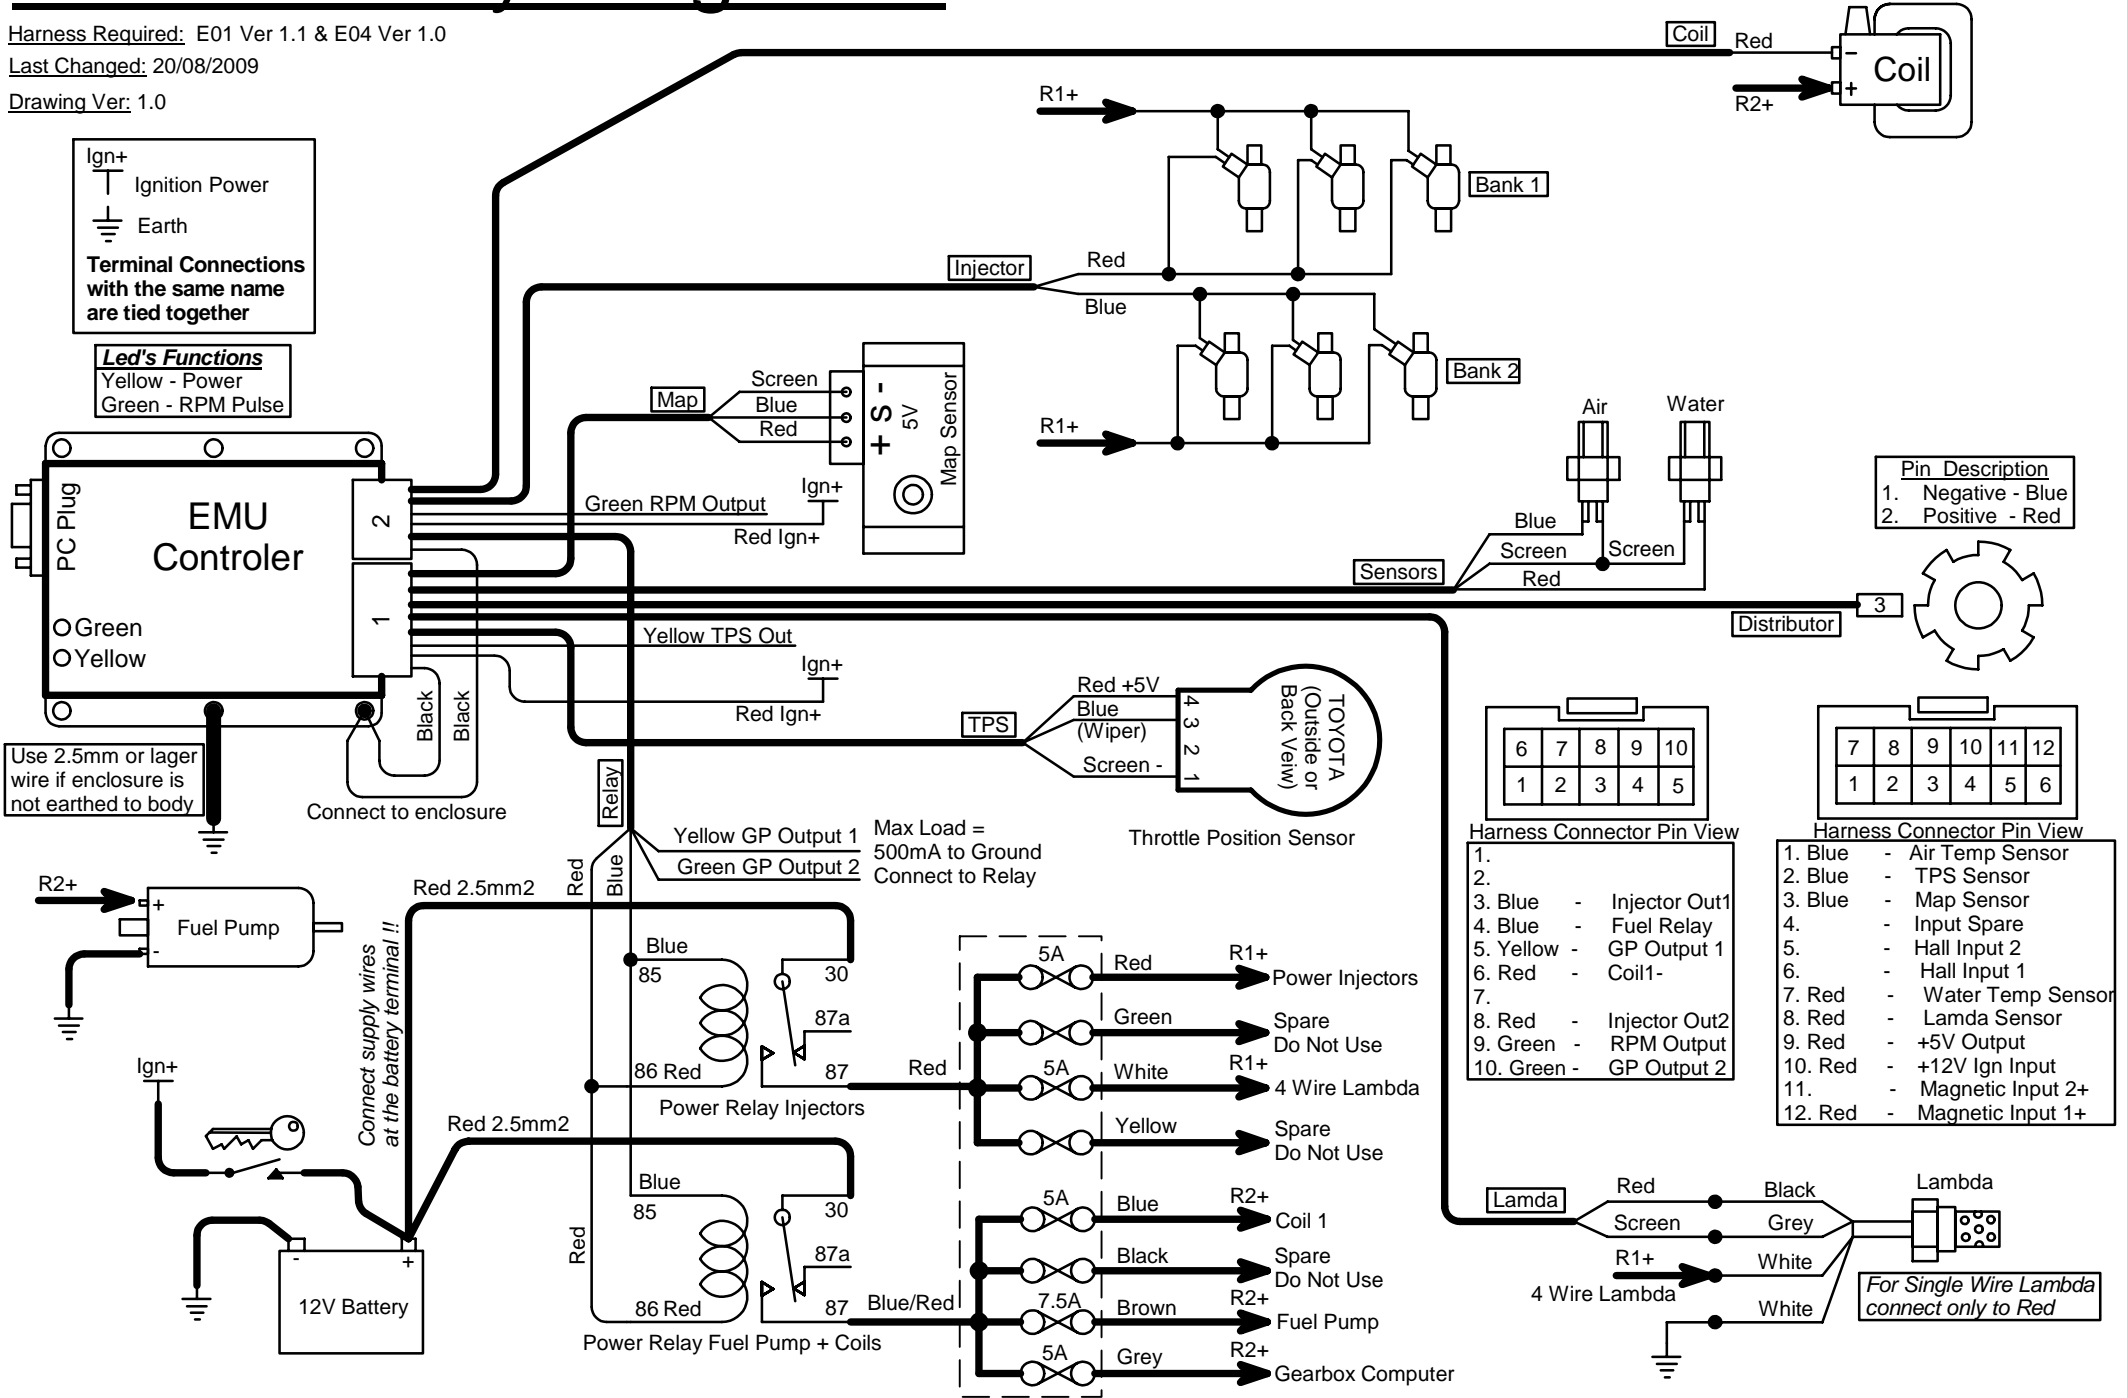 Harness Required: E01 Ver 1.1 & E04 Ver 1.0
Last Changed: 20/08/2009
Drawing Ver: 1.0
Ign+
Ignition Power
Earth
Terminal Connections
with the same name
are tied together
Led's Functions
Yellow - Power
Green - RPM Pulse
PC Plug
EMU
Controler
2
1
Green
Yellow
Use 2.5mm or lager
wire if enclosure is
not earthed to body
Black
Black
Connect to enclosure
Coil
Red
R2+
-
+
Coil
R1+
Bank 1
Injector
Red
Blue
Bank 2
R1+
Map
Screen
Blue
Red
+ S -
5V
Map Sensor
Green RPM Output
Ign+
Red Ign+
Air
Water
Blue
Screen
Screen
Red
Sensors
Pin Description
1. Negative - Blue
2. Positive - Red
3
Distributor
Yellow TPS Out
Ign+
Red Ign+
TPS
Red +5V
Blue
(Wiper)
Screen -
4
3
2
1
TOYOTA
(Outside or
Back Veiw)
Throttle Position Sensor
Relay
Yellow GP Output 1
Green GP Output 2
Max Load =
500mA to Ground
Connect to Relay
Red
Blue
6 7 8 9 10
1 2 3 4 5
Harness Connector Pin View
1.
2.
3. Blue - Injector Out1
4. Blue - Fuel Relay
5. Yellow - GP Output 1
6. Red - Coil1-
7.
8. Red - Injector Out2
9. Green - RPM Output
10. Green - GP Output 2
7 8 9 10 11 12
1 2 3 4 5 6
Harness Connector Pin View
1. Blue - Air Temp Sensor
2. Blue - TPS Sensor
3. Blue - Map Sensor
4. - Input Spare
5. - Hall Input 2
6. - Hall Input 1
7. Red - Water Temp Sensor
8. Red - Lamda Sensor
9. Red - +5V Output
10. Red - +12V Ign Input
11. - Magnetic Input 2+
12. Red - Magnetic Input 1+
R2+
+
-
Fuel Pump
Red 2.5mm2
Connect supply wires
at the battery terminal !!
Ign+
Red 2.5mm2
-
+
12V Battery
Blue
85
30
87a
86 Red
87
Power Relay Injectors
Red
Red
Blue
85
30
87a
86 Red
87
Blue/Red
Power Relay Fuel Pump + Coils
5A
Red
R1+
Power Injectors
Green
Spare
Do Not Use
5A
White
R1+
4 Wire Lambda
Yellow
Spare
Do Not Use
5A
Blue
R2+
Coil 1
Black
Spare
Do Not Use
7.5A
Brown
R2+
Fuel Pump
5A
Grey
R2+
Gearbox Computer
Lamda
Red
Black
Lambda
Screen
Grey
R1+
White
4 Wire Lambda
White
For Single Wire Lambda
connect only to Red